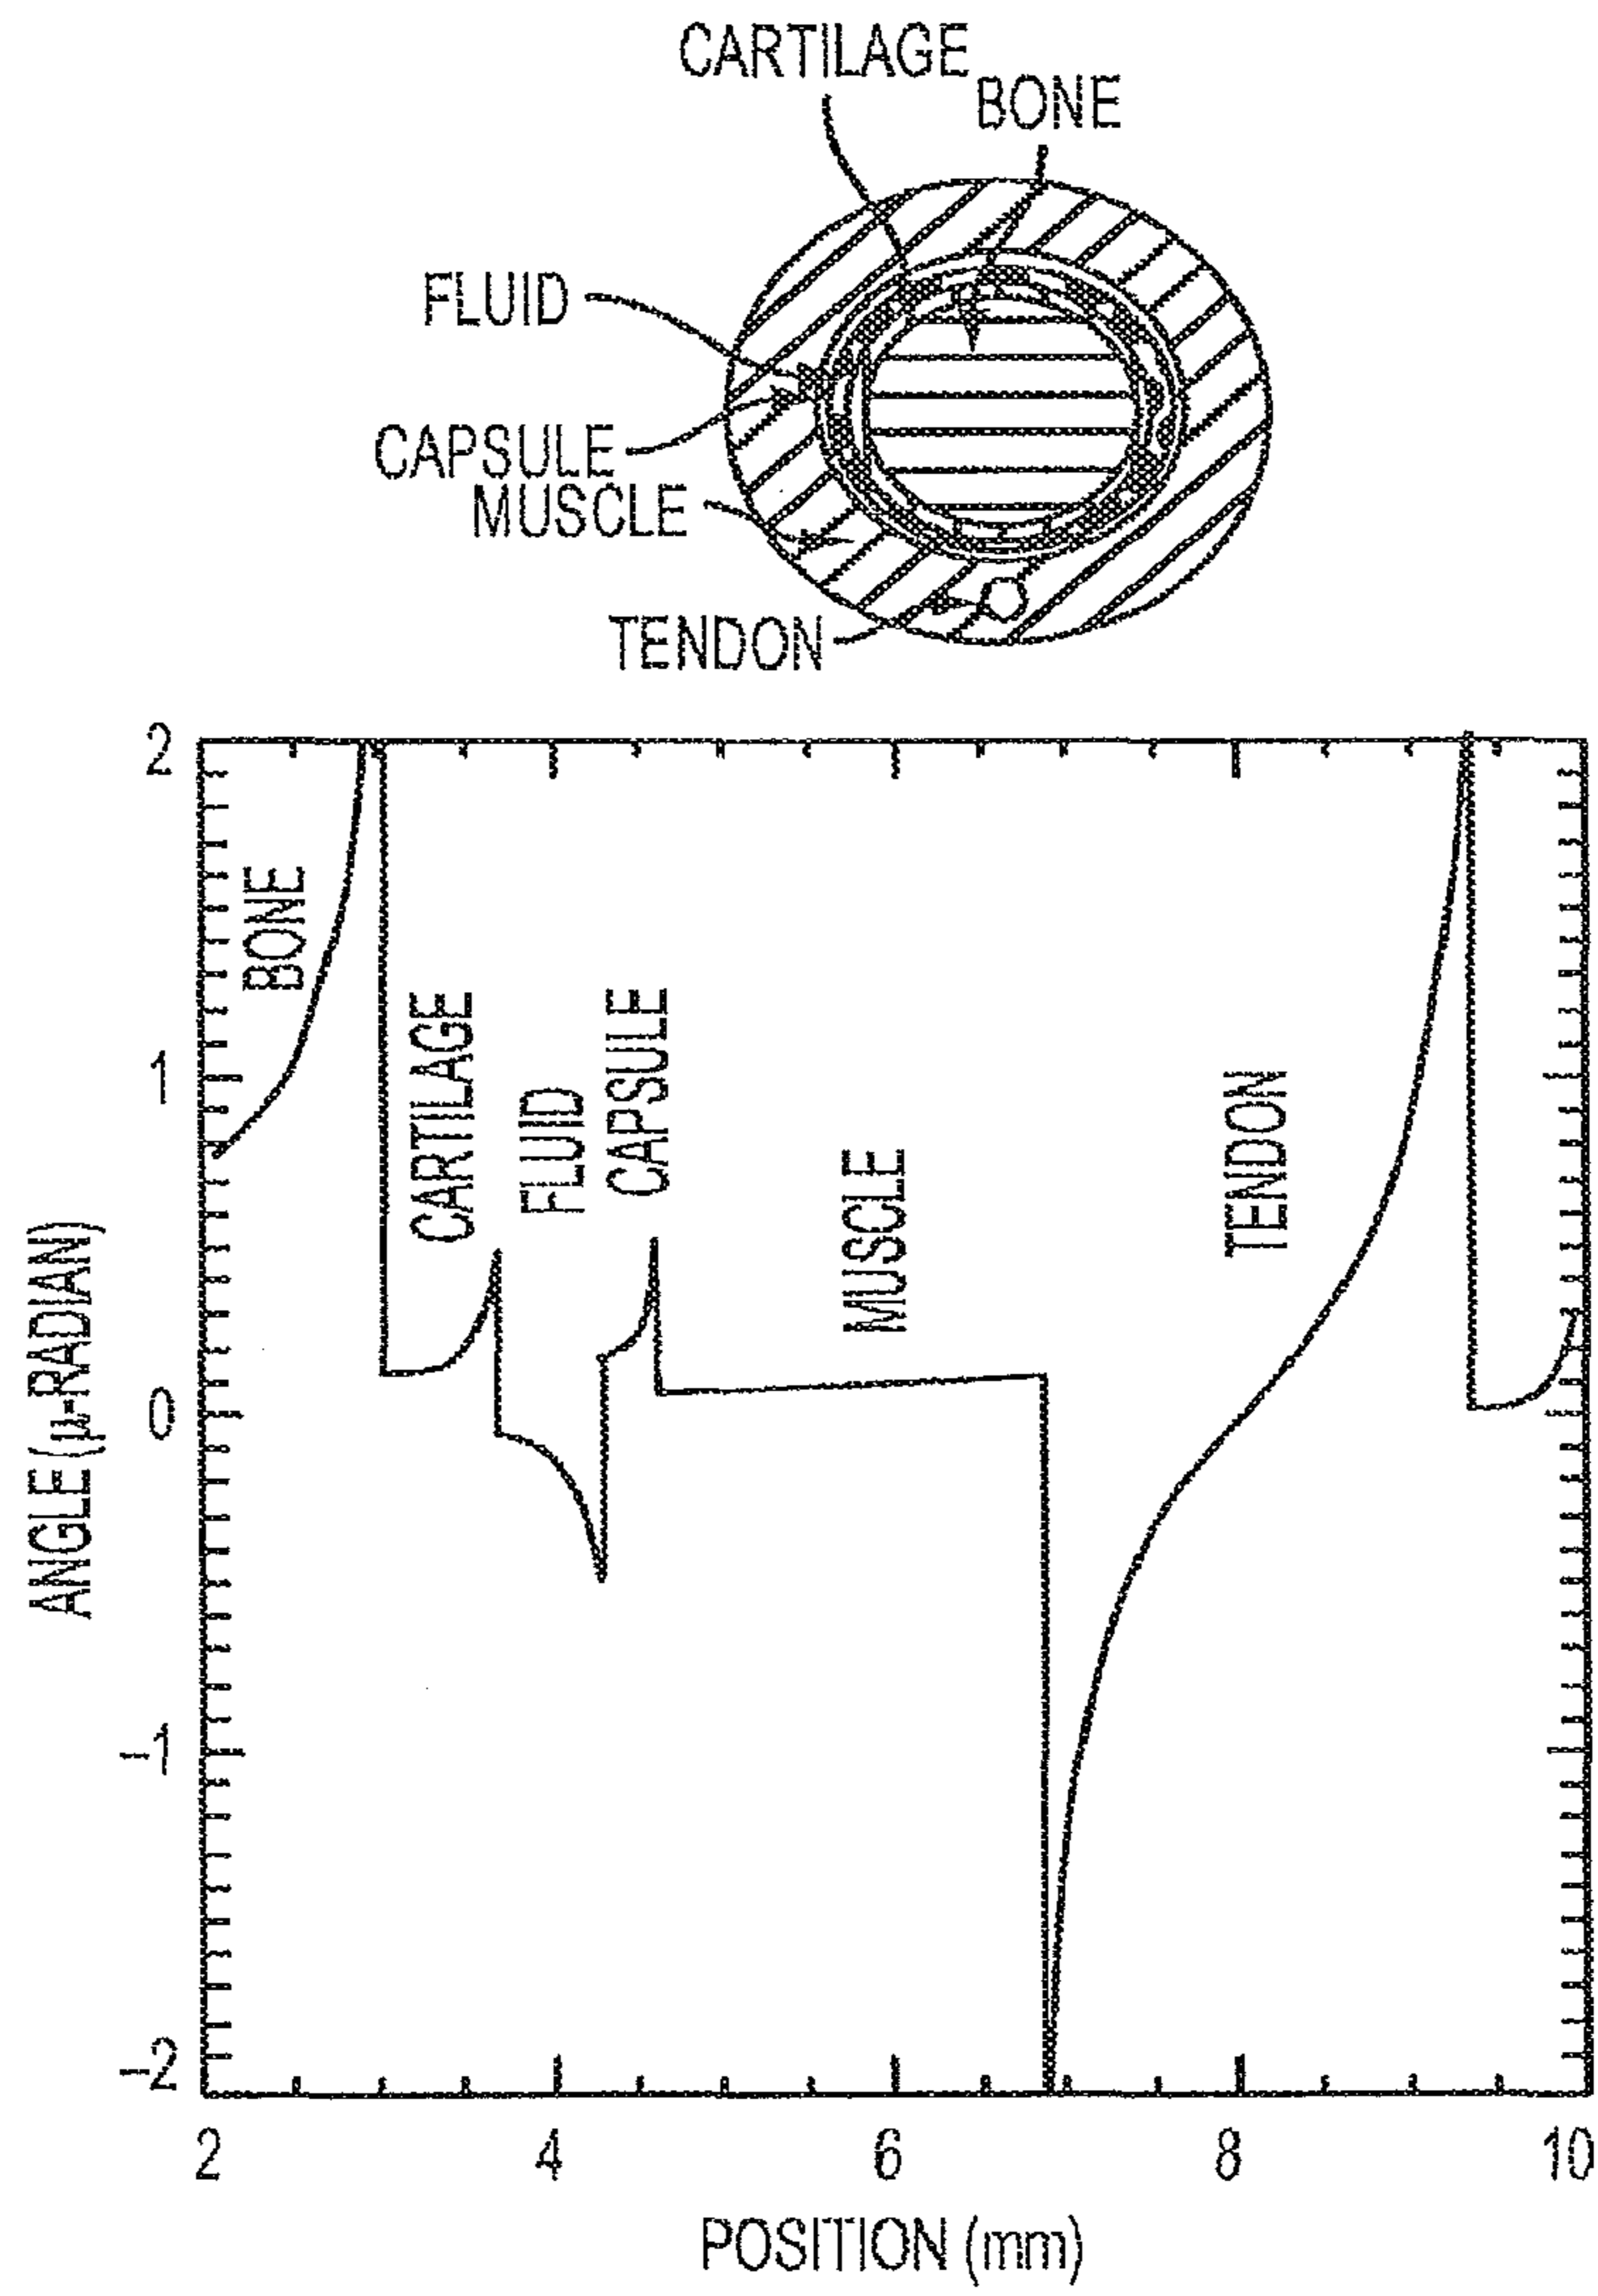 CARTILAGE
BONE
FLUID
CAPSULE
MUSCLE
TENDON
2
1
0
-1
-2
ANGLE (μ-RADIAN)
BONE
CARTILAGE
FLUID
CAPSULE
MUSCLE
TENDON
2
4
6
8
10
POSITION (mm)